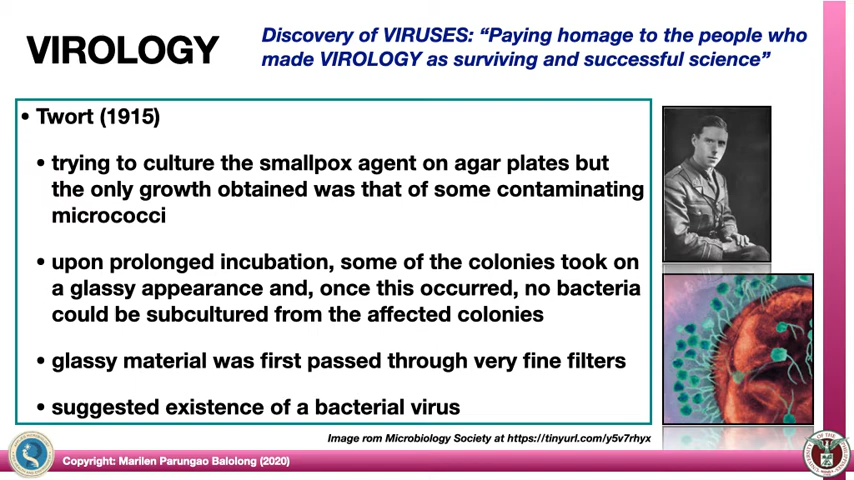 VIROLOGY
Discovery of VIRUSES: “Paying homage to the people who
made VIROLOGY as surviving and successful science”
• Twort (1915)
• trying to culture the smallpox agent on agar plates but
the only growth obtained was that of some contaminating
micrococci
• upon prolonged incubation, some of the colonies took on
a glassy appearance and, once this occurred, no bacteria
could be subcultured from the affected colonies
• glassy material was first passed through very fine filters
• suggested existence of a bacterial virus
Image rom Microbiology Society at https://tinyurl.com/y5v7rhyx
Copyright: Marilen Parungao Balolong (2020)